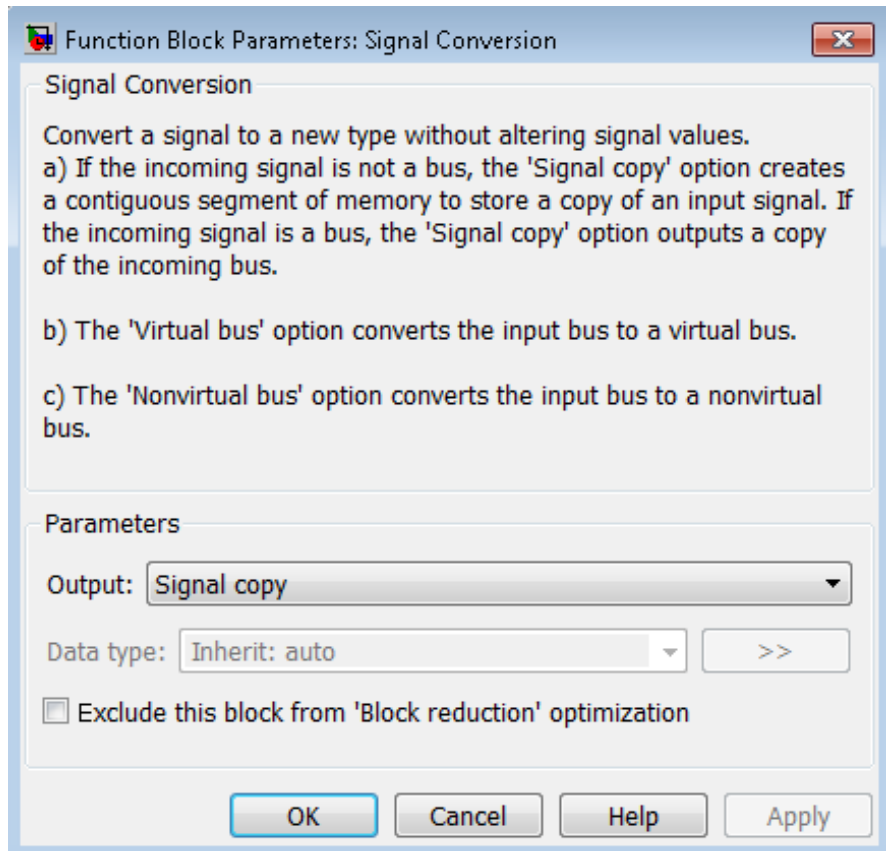 Function Block Parameters: Signal Conversion
Signal Conversion
Convert a signal to a new type without altering signal values.
a) If the incoming signal is not a bus, the 'Signal copy' option creates
a contiguous segment of memory to store a copy of an input signal. If
the incoming signal is a bus, the 'Signal copy' option outputs a copy
of the incoming bus.
b) The 'Virtual bus' option converts the input bus to a virtual bus.
c) The 'Nonvirtual bus' option converts the input bus to a nonvirtual
bus.
Parameters
Output: Signal copy
Data type: Inherit: auto >>
Exclude this block from 'Block reduction' optimization
OK Cancel Help Apply